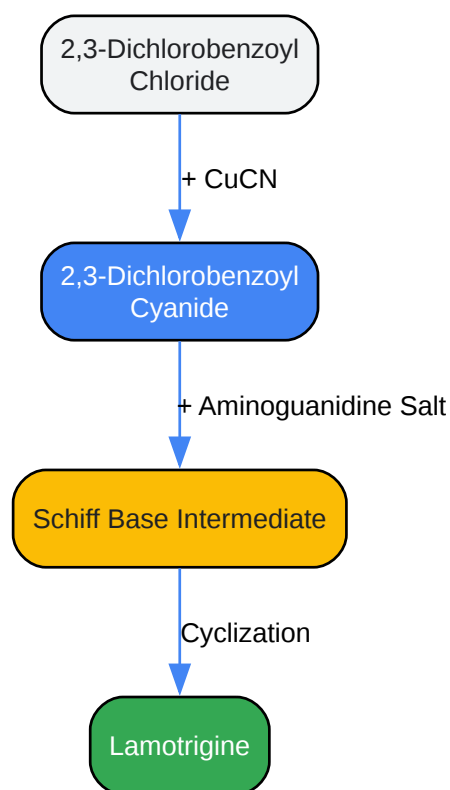 2,3-Dichlorobenzoyl
Chloride
+ CuCN
2,3-Dichlorobenzoyl
Cyanide
+ Aminoguanidine Salt
Schiff Base Intermediate
Cyclization
Lamotrigine